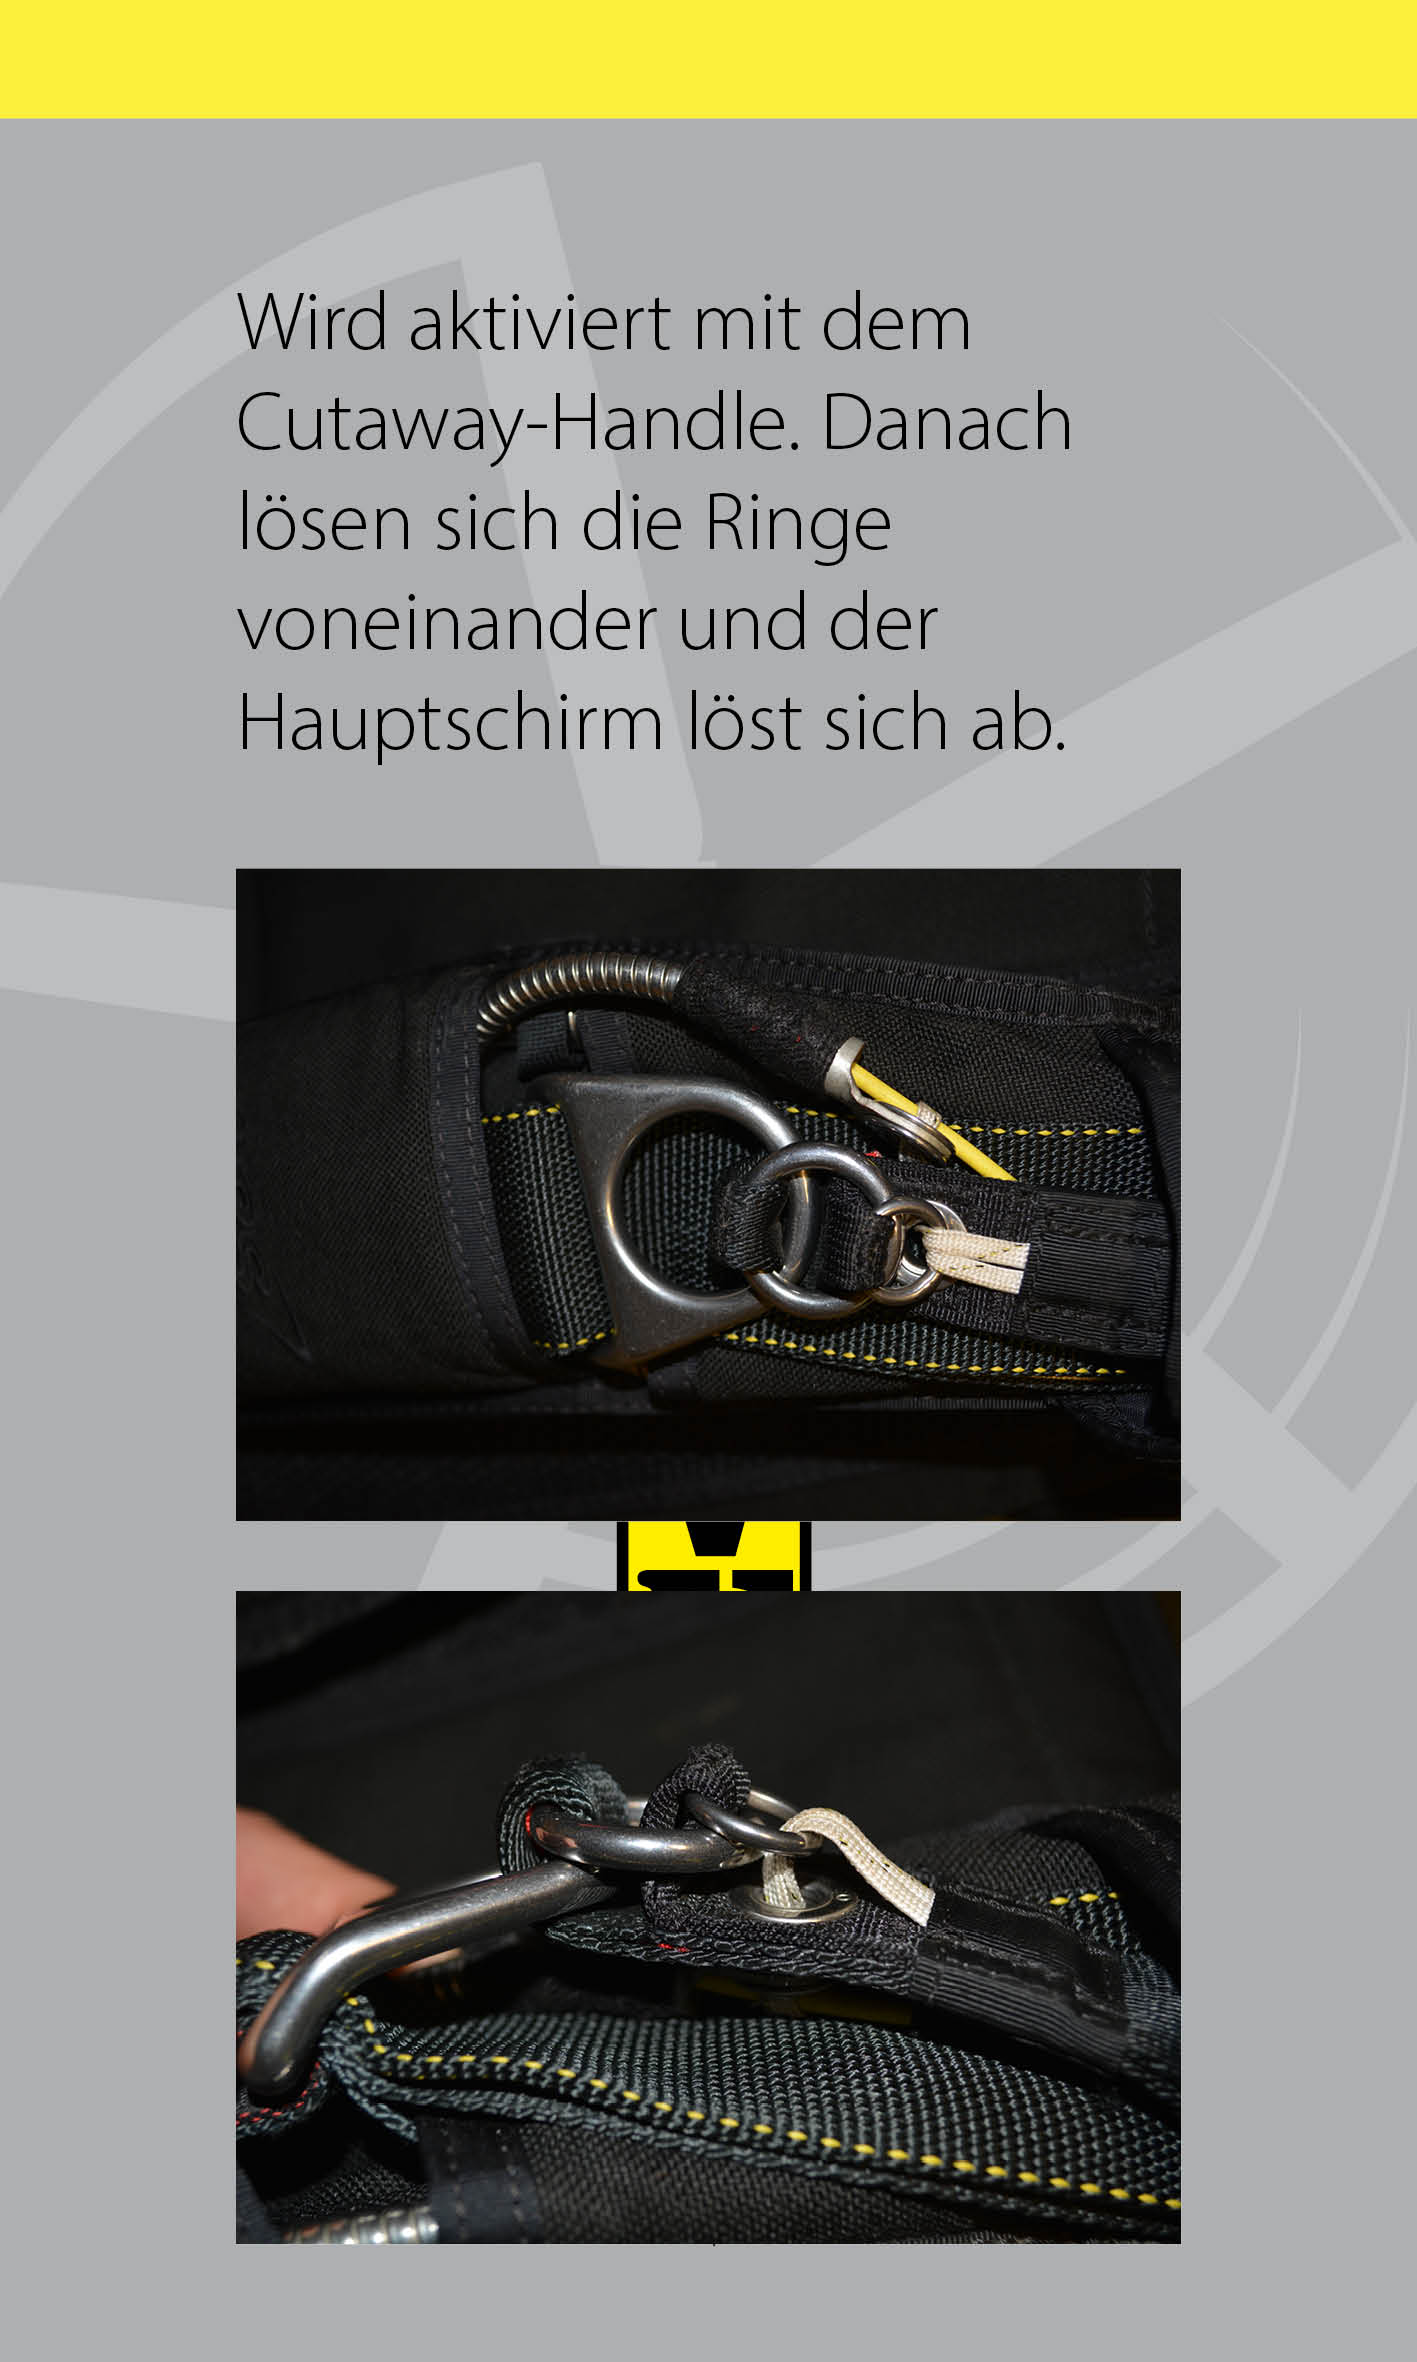 Wird aktiviert mit dem
Cutaway-Handle. Danach
lösen sich die Ringe
voneinander und der
Hauptschirm löst sich ab.